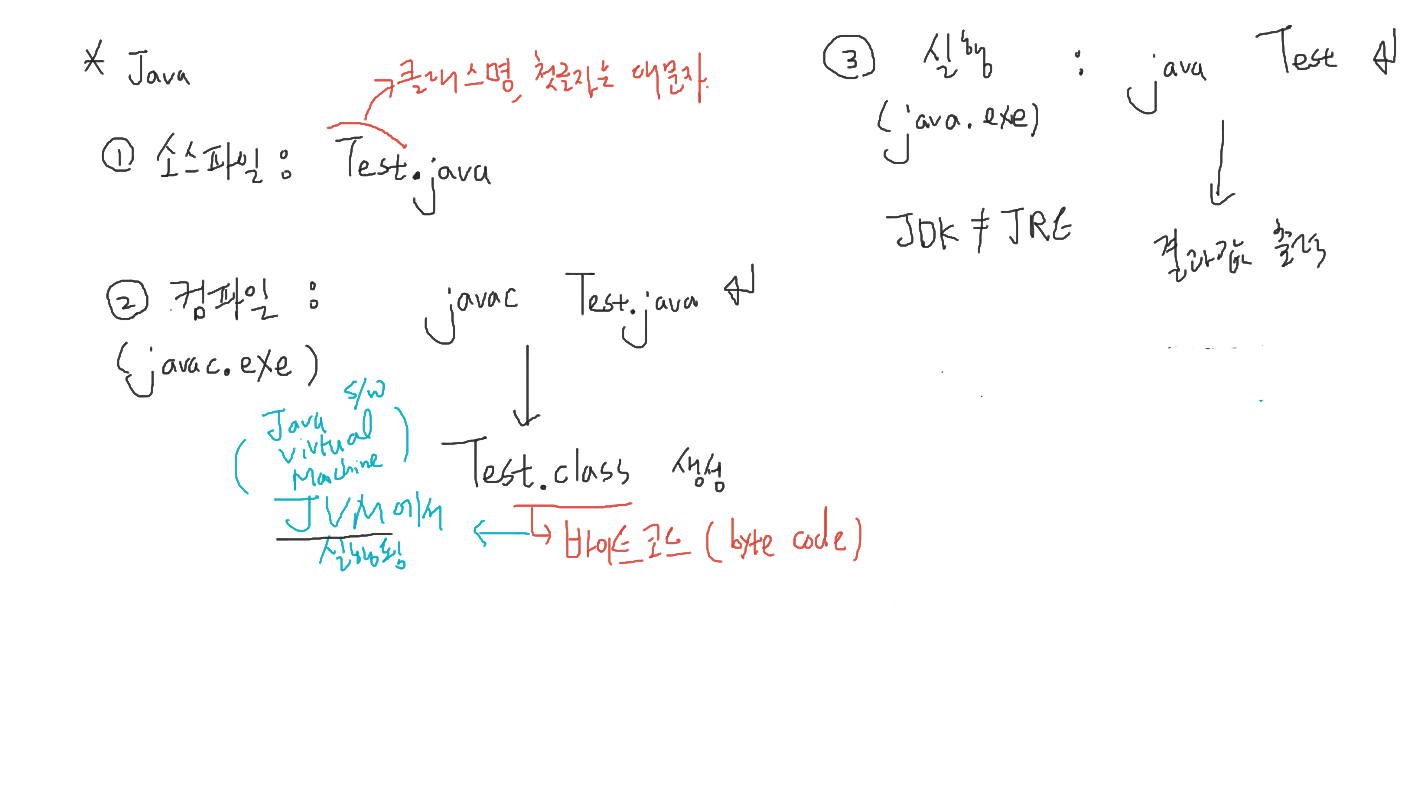 * Java
클래스명, 첫글자는 대문자.
① 소스파일 : Test.java
② 컴파일 : javac Test.java ↵
(javac.exe)
Test.class 생성
바이트코드 (byte code)
S/W
(Java
Virtual
Machine)
JVM에서
실행됨
③ 실행 : java Test ↵
(java.exe)
JDK ≠ JRE
결과값 출력